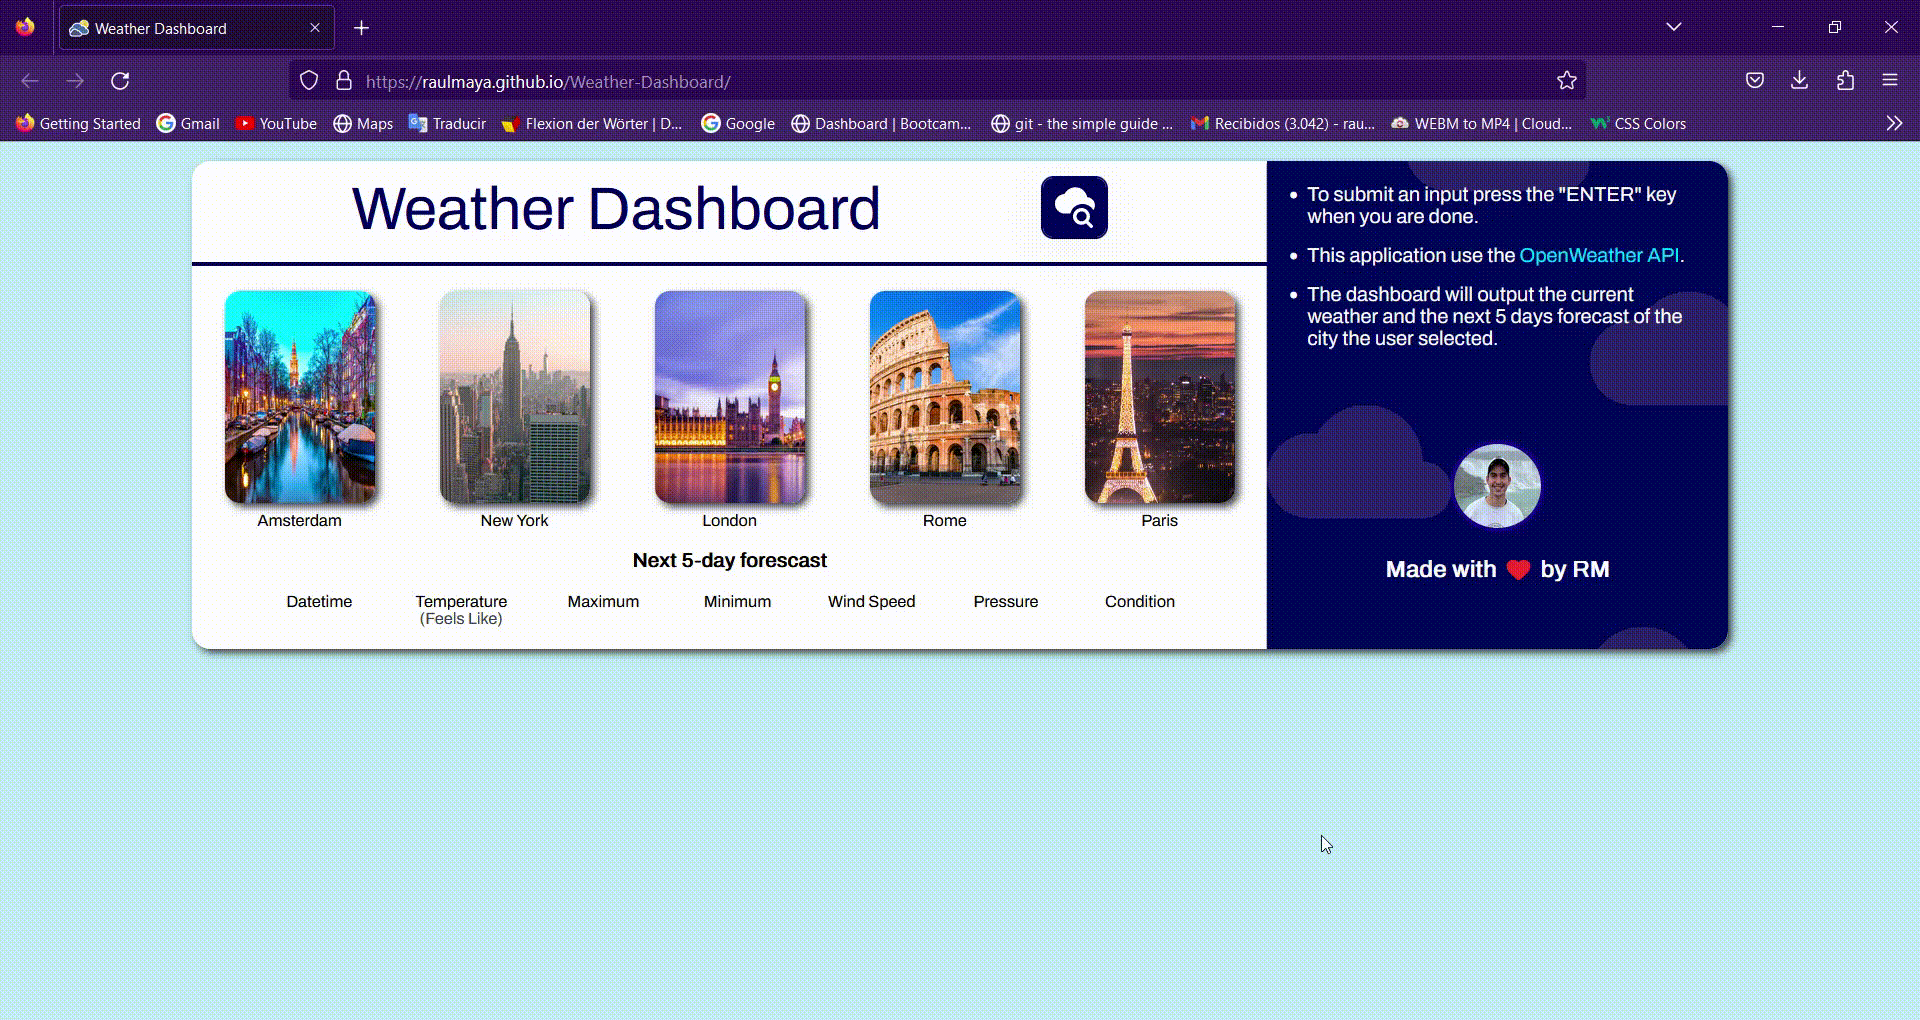 Weather Dashboard
https://raulmaya.github.io/Weather-Dashboard/
Getting Started Gmail YouTube Maps Traducir Flexion der Wörter | D... Google Dashboard | Bootcam... git - the simple guide ... Recibidos (3.042) - rau... WEBM to MP4 | Cloud... CSS Colors
Weather Dashboard
Amsterdam New York London Rome Paris
Next 5-day forescast
Datetime Temperature Maximum Minimum Wind Speed Pressure Condition
(Feels Like)
• To submit an input press the "ENTER" key
when you are done.
• This application use the OpenWeather API.
• The dashboard will output the current
weather and the next 5 days forecast of the
city the user selected.
Made with ❤ by RM